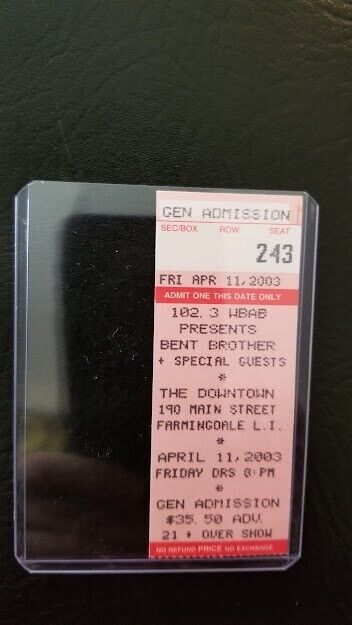 GEN ADMISSION
SEC/BOX ROW SEAT
243
FRI APR 11,2003
ADMIT ONE THIS DATE ONLY
102.3 WBAB
PRESENTS
BENT BROTHER
+ SPECIAL GUESTS
*
THE DOWNTOWN
190 MAIN STREET
FARMINGDALE L.I.
*
APRIL 11,2003
FRIDAY DRS PM
*
GEN ADMISSION
$35.50 ADV.
21 + OVER SHOW
NO REFUND PRICE NO EXCHANGE